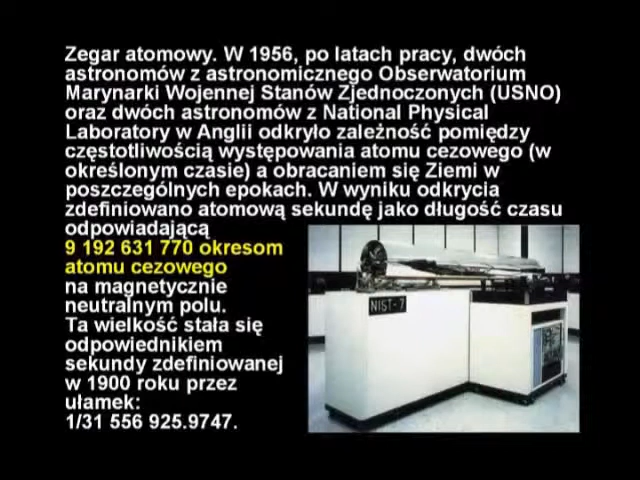 Zegar atomowy. W 1956, po latach pracy, dwóch
astronomów z astronomicznego Obserwatorium
Marynarki Wojennej Stanów Zjednoczonych (USNO)
oraz dwóch astronomów z National Physical
Laboratory w Anglii odkryło zależność pomiędzy
częstotliwością występowania atomu cezowego (w
określonym czasie) a obracaniem się Ziemi w
poszczególnych epokach. W wyniku odkrycia
zdefiniowano atomową sekundę jako długość czasu
odpowiadającą
9 192 631 770 okresom
atomu cezowego
na magnetycznie
neutralnym polu.
Ta wielkość stała się
odpowiednikiem
sekundy zdefiniowanej
w 1900 roku przez
ułamek:
1/31 556 925.9747.
NIST-7